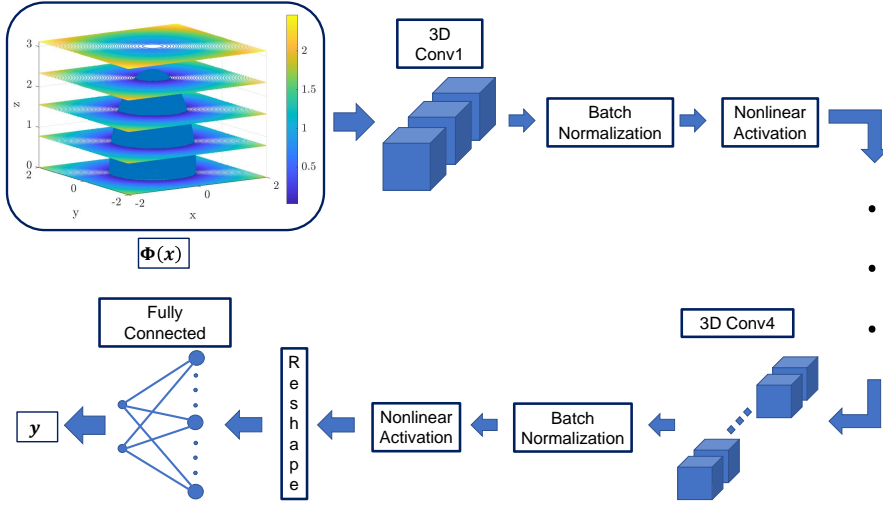 3
2
1
0
z
2
0
-2
y
-2
0
2
x
2
1.5
1
0.5
Φ(x)
3D
Conv1
Batch
Normalization
Nonlinear
Activation
3D Conv4
Batch
Normalization
Nonlinear
Activation
Reshape
Fully
Connected
y